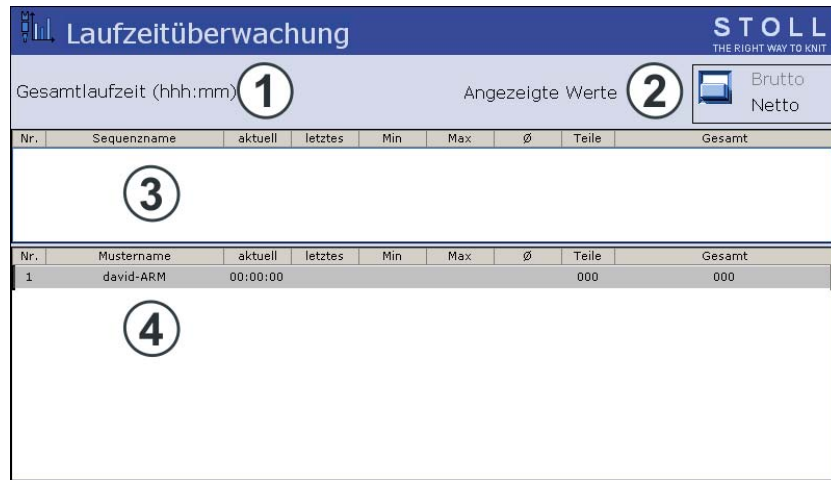 Laufzeitüberwachung
STOLL
THE RIGHT WAY TO KNIT
Gesamtlaufzeit (hhh:mm) 1
Angezeigte Werte 2
Brutto
Netto
Nr. Sequenzname aktuell letztes Min Max Ø Teile Gesamt
3
Nr. Mustername aktuell letztes Min Max Ø Teile Gesamt
1 david-ARM 00:00:00 000 000
4